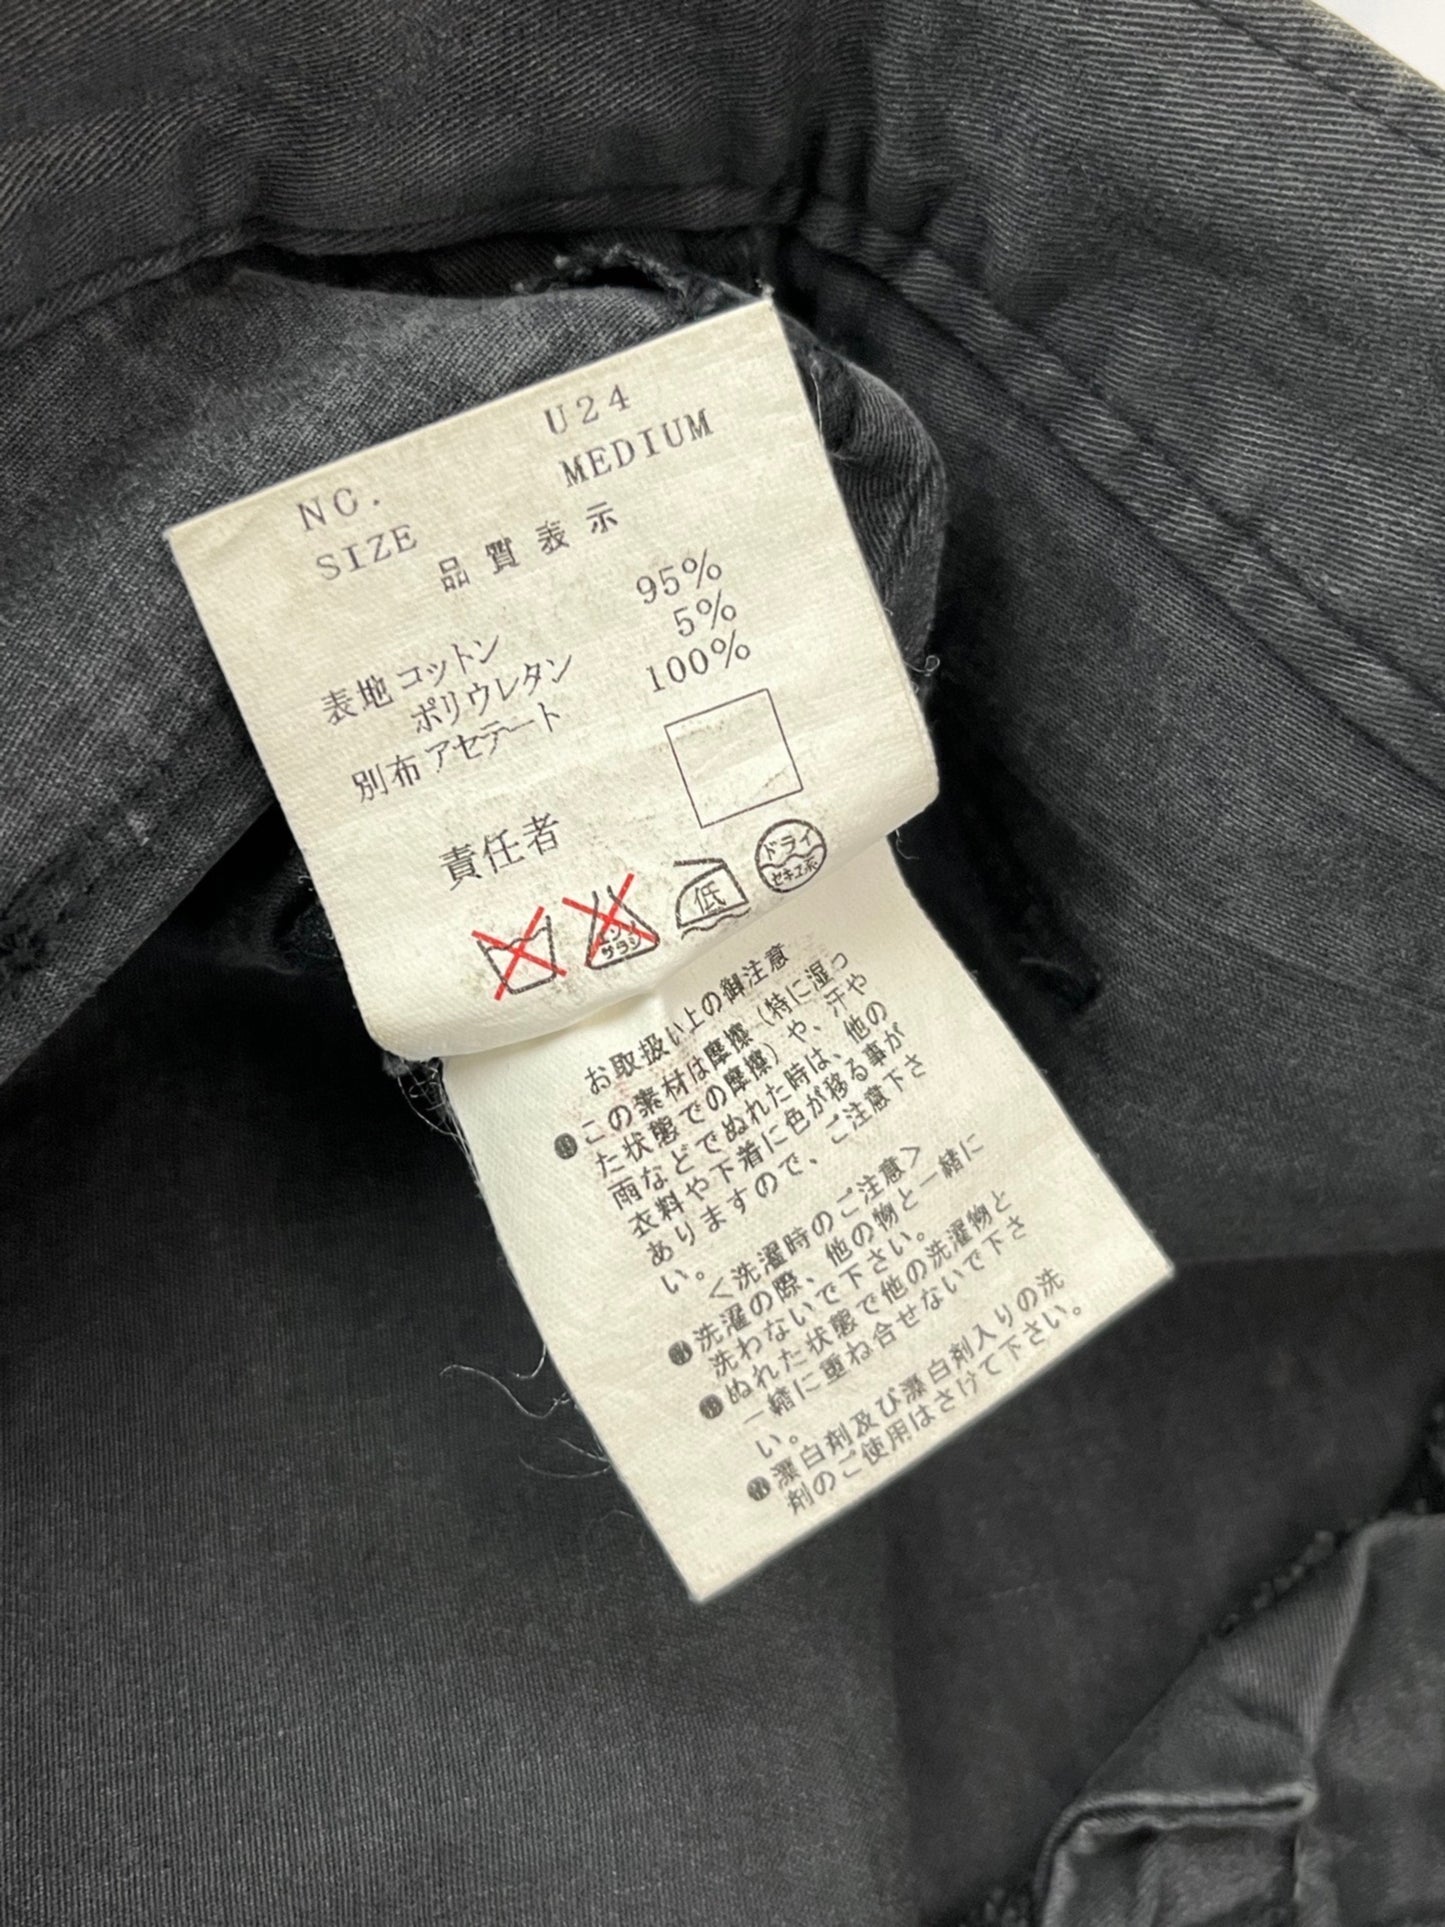 NO. U24
SIZE MEDIUM
品質表示
表地 コットン 95%
ポリウレタン 5%
別布 アセテート 100%
責任者
エンソ
サラシ
低
ドライ
セキユ系
お取扱い上の御注意
●この素材は摩擦(特に湿っ
た状態での摩擦)や、汗や
雨などでぬれた時は、他の
衣料や下着に色が移る事が
ありますので、ご注意下さ
い。
<洗濯時のご注意>
●洗濯の際、他の物と一緒に
洗わないで下さい。
●ぬれた状態で他の洗濯物と
一緒に重ね合せないで下さ
い。
●漂白剤及び漂白剤入りの洗
剤のご使用はさけて下さい。